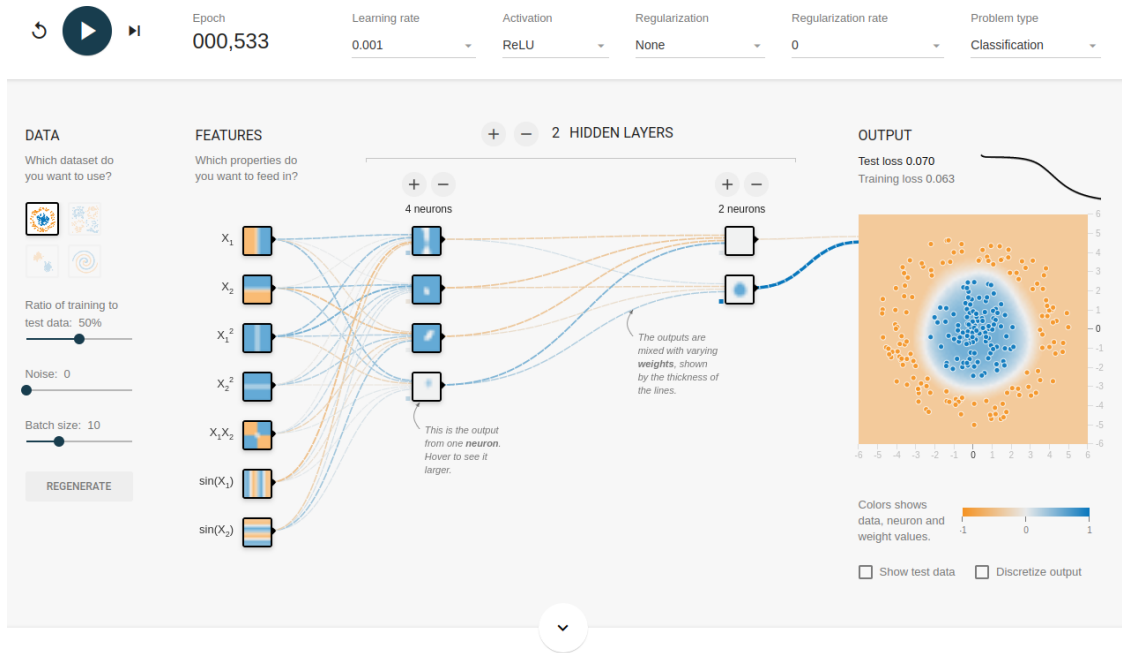 Epoch
000,533
Learning rate
0.001
Activation
ReLU
Regularization
None
Regularization rate
0
Problem type
Classification
DATA
Which dataset do
you want to use?
Ratio of training to
test data: 50%
Noise: 0
Batch size: 10
REGENERATE
FEATURES
Which properties do
you want to feed in?
X₁
X₂
X₁²
X₂²
X₁X₂
sin(X₁)
sin(X₂)
+ − 2 HIDDEN LAYERS
+ −
4 neurons
+ −
2 neurons
This is the output
from one neuron.
Hover to see it
larger.
The outputs are
mixed with varying
weights, shown
by the thickness of
the lines.
OUTPUT
Test loss 0.070
Training loss 0.063
6
5
4
3
2
1
0
-1
-2
-3
-4
-5
-6
-6 -5 -4 -3 -2 -1 0 1 2 3 4 5 6
Colors shows
data, neuron and
weight values.
-1 0 1
Show test data
Discretize output